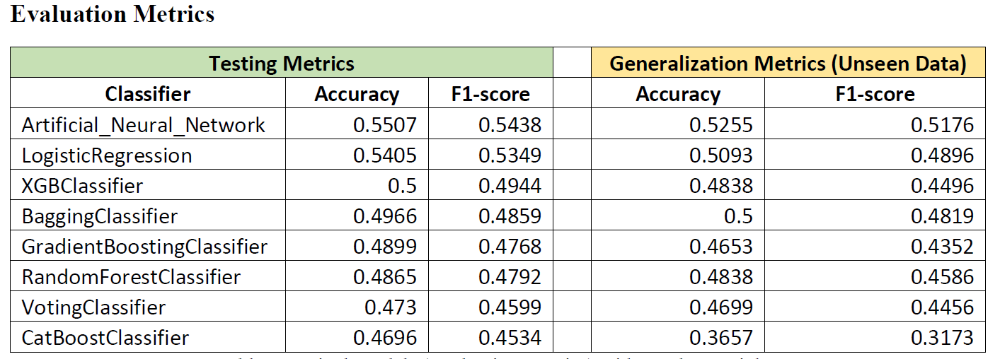 Evaluation Metrics
Testing Metrics Generalization Metrics (Unseen Data)
Classifier Accuracy F1-score Accuracy F1-score
Artificial_Neural_Network 0.5507 0.5438 0.5255 0.5176
LogisticRegression 0.5405 0.5349 0.5093 0.4896
XGBClassifier 0.5 0.4944 0.4838 0.4496
BaggingClassifier 0.4966 0.4859 0.5 0.4819
GradientBoostingClassifier 0.4899 0.4768 0.4653 0.4352
RandomForestClassifier 0.4865 0.4792 0.4838 0.4586
VotingClassifier 0.473 0.4599 0.4699 0.4456
CatBoostClassifier 0.4696 0.4534 0.3657 0.3173